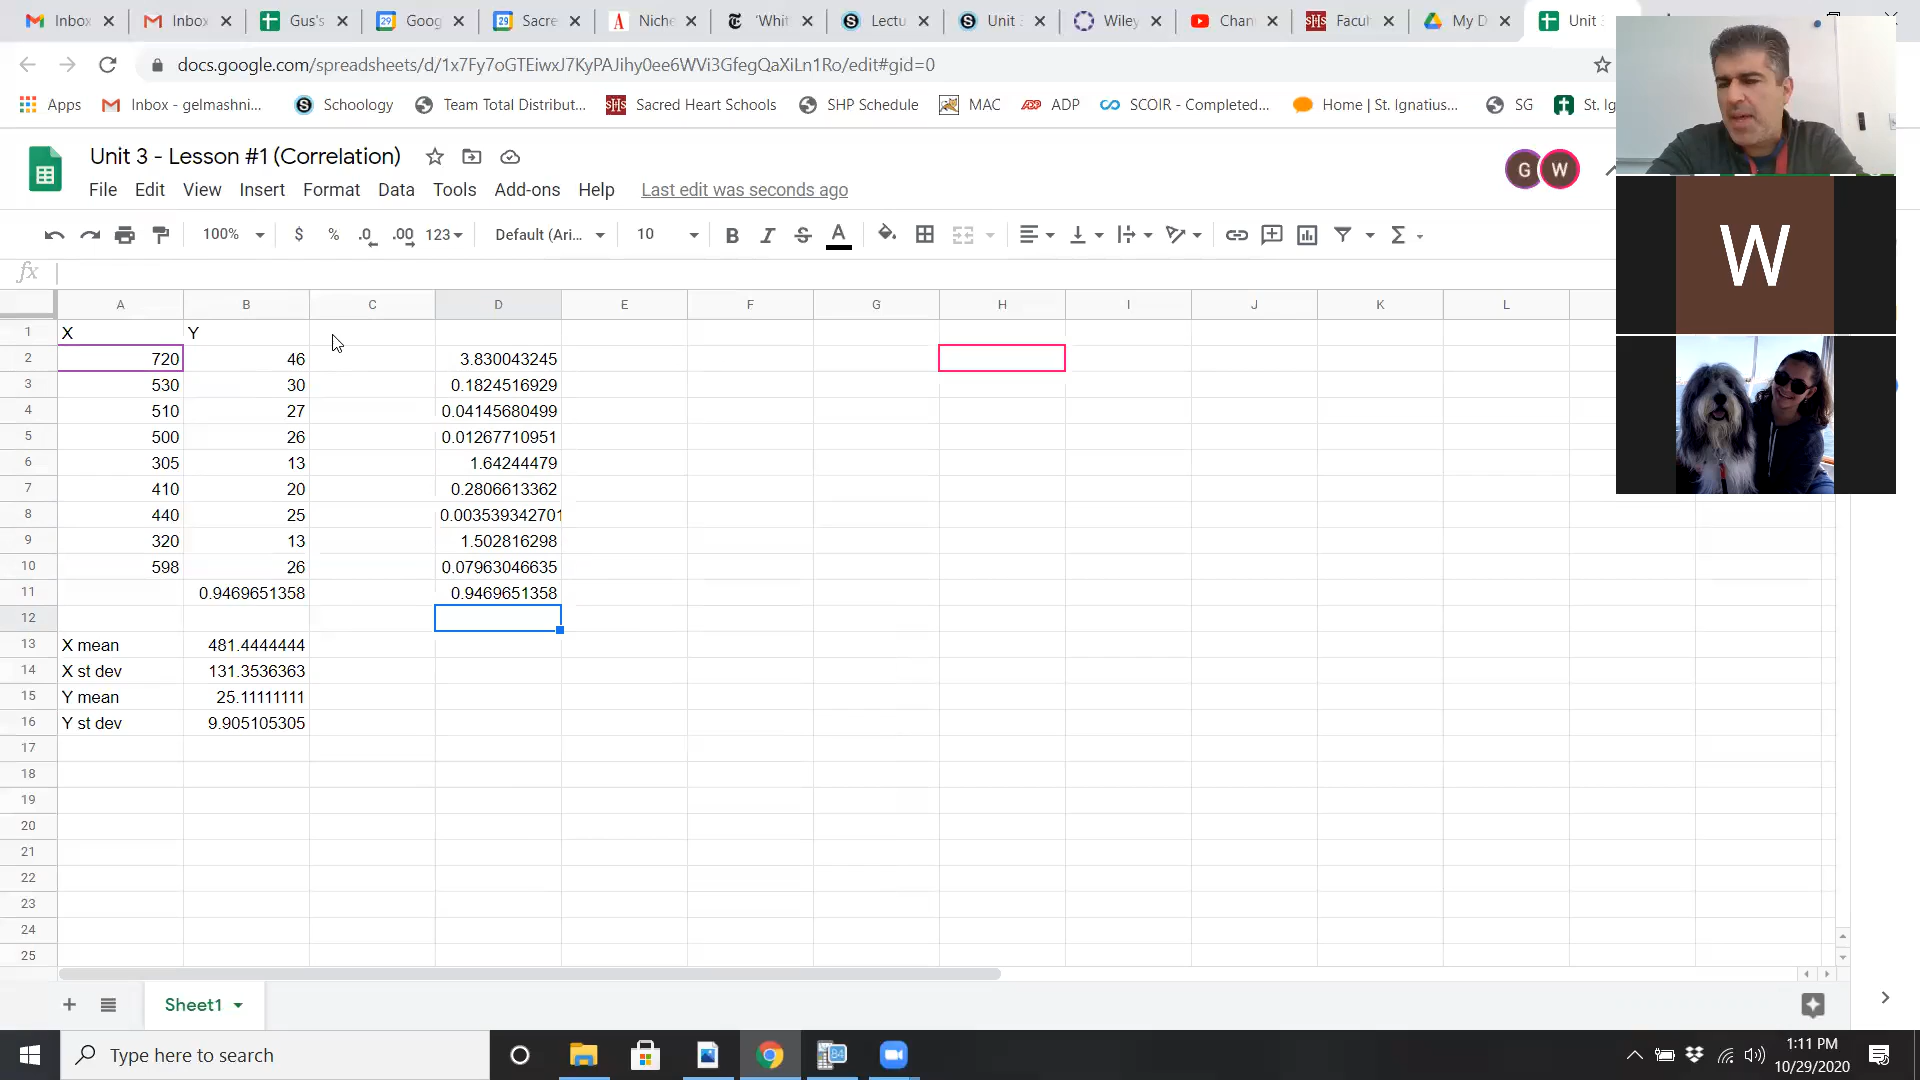 Inbox Inbox Gus's Goog Sacre Niche 'Whit Lectu Unit Wiley Chan Facul My D Unit
docs.google.com/spreadsheets/d/1x7Fy7oGTEiwxJ7KyPAJihy0ee6WVi3GfegQaXiLn1Ro/edit#gid=0
Apps Inbox - gelmashni... Schoology Team Total Distribut... Sacred Heart Schools SHP Schedule MAC ADP SCOIR - Completed... Home | St. Ignatius... SG St. Ig
Unit 3 - Lesson #1 (Correlation)
G W
File Edit View Insert Format Data Tools Add-ons Help Last edit was seconds ago
W
100% $ % .0 .00 123 Default (Ari... 10 B I S A Σ
fx
A B C D E F G H I J K L
1 X Y
2 720 46 3.830043245
3 530 30 0.1824516929
4 510 27 0.04145680499
5 500 26 0.01267710951
6 305 13 1.64244479
7 410 20 0.2806613362
8 440 25 0.003539342701
9 320 13 1.502816298
10 598 26 0.07963046635
11 0.9469651358 0.9469651358
12
13 X mean 481.4444444
14 X st dev 131.3536363
15 Y mean 25.11111111
16 Y st dev 9.905105305
17
18
19
20
21
22
23
24
25
Sheet1
Type here to search
1:11 PM
10/29/2020